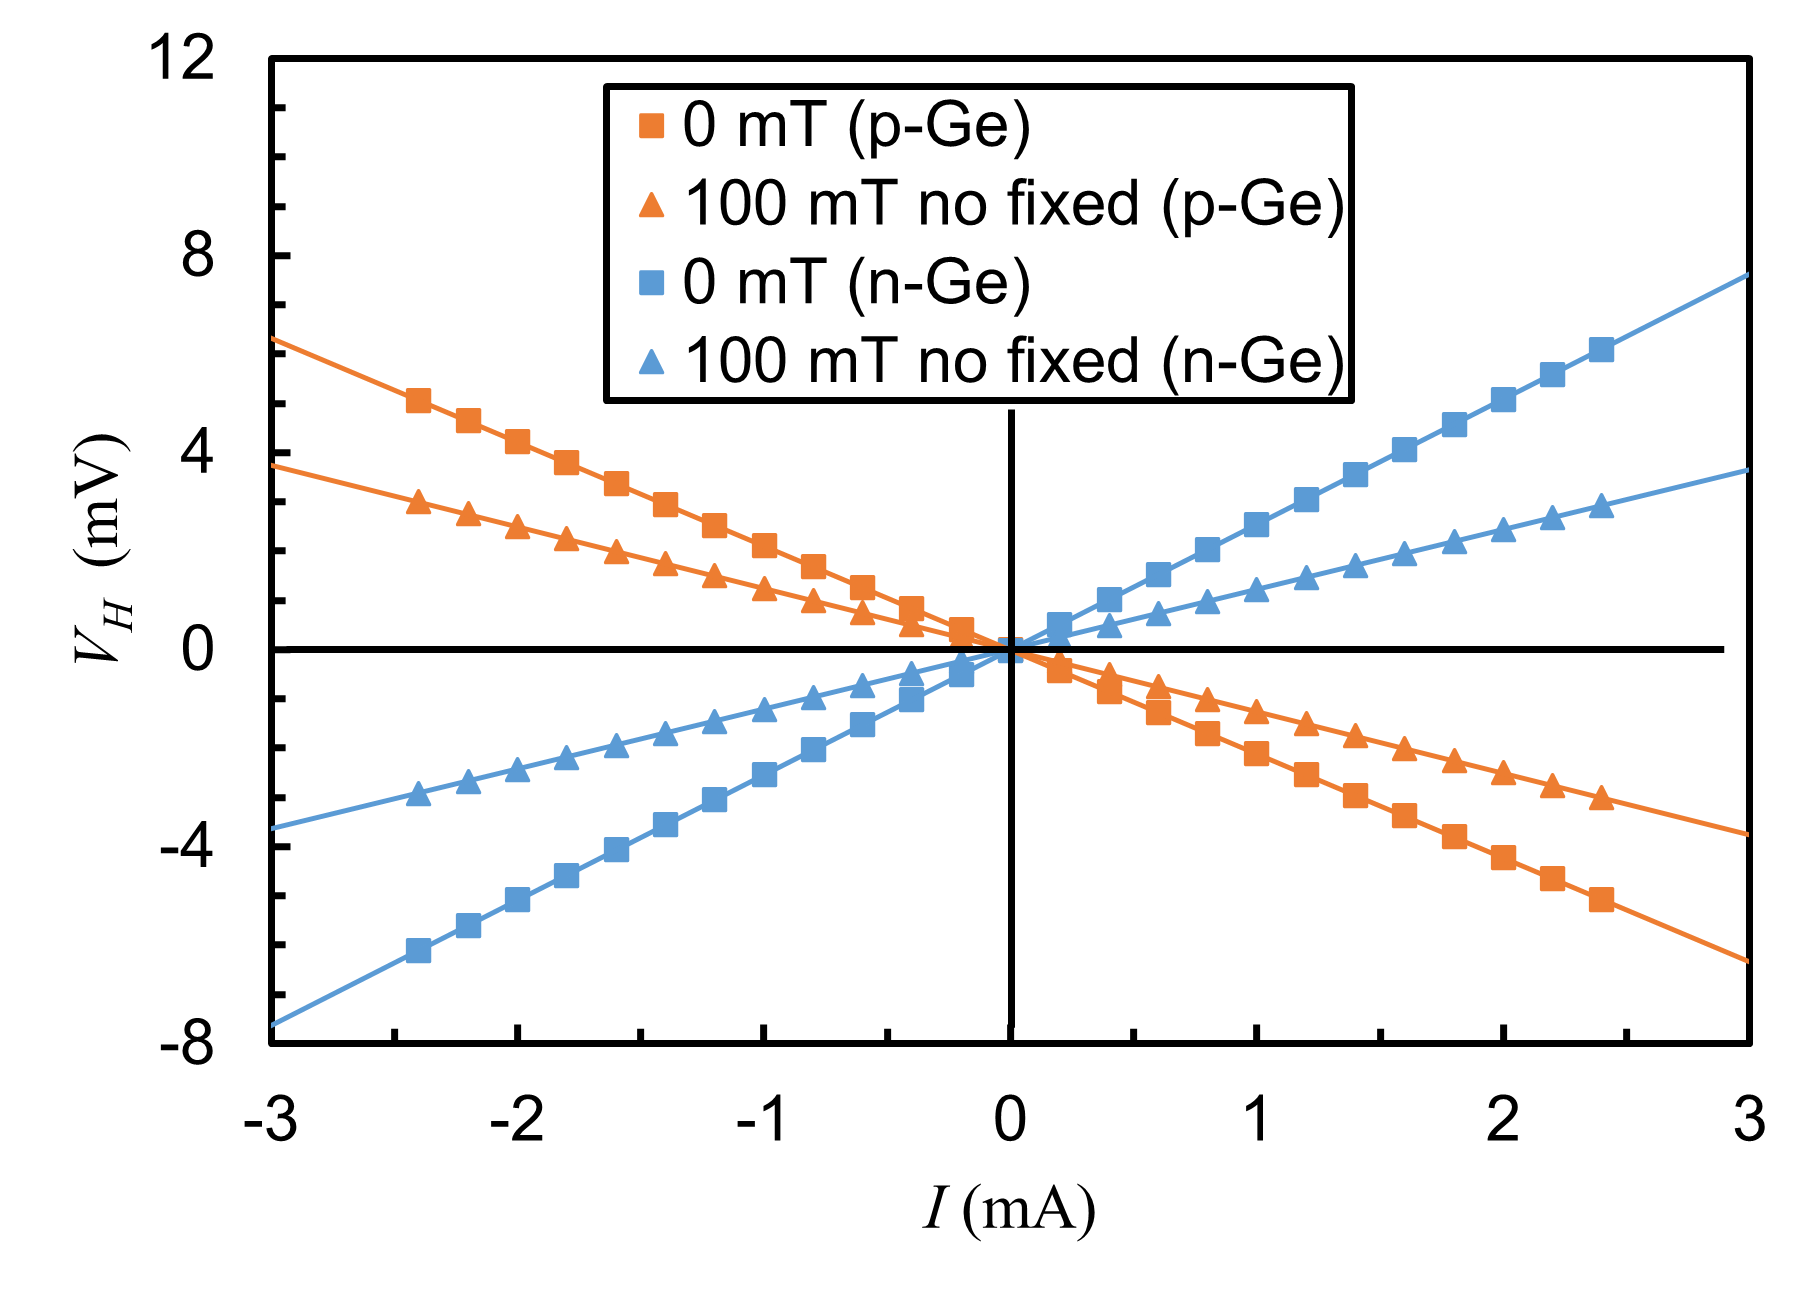 12
8
4
0
-4
-8
V_H (mV)
0 mT (p-Ge)
100 mT no fixed (p-Ge)
0 mT (n-Ge)
100 mT no fixed (n-Ge)
-3 -2 -1 0 1 2 3
I (mA)